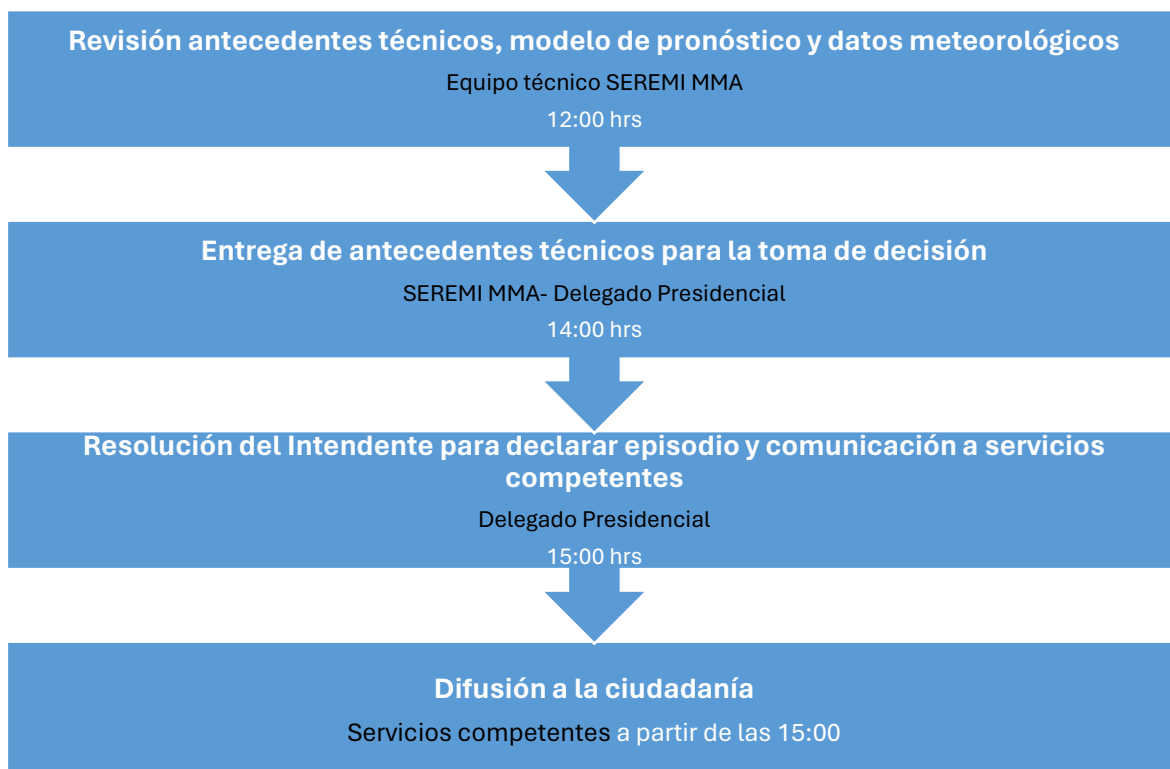 Revisión antecedentes técnicos, modelo de pronóstico y datos meteorológicos
Equipo técnico SEREMI MMA
12:00 hrs
Entrega de antecedentes técnicos para la toma de decisión
SEREMI MMA- Delegado Presidencial
14:00 hrs
Resolución del Intendente para declarar episodio y comunicación a servicios
competentes
Delegado Presidencial
15:00 hrs
Difusión a la ciudadanía
Servicios competentes a partir de las 15:00